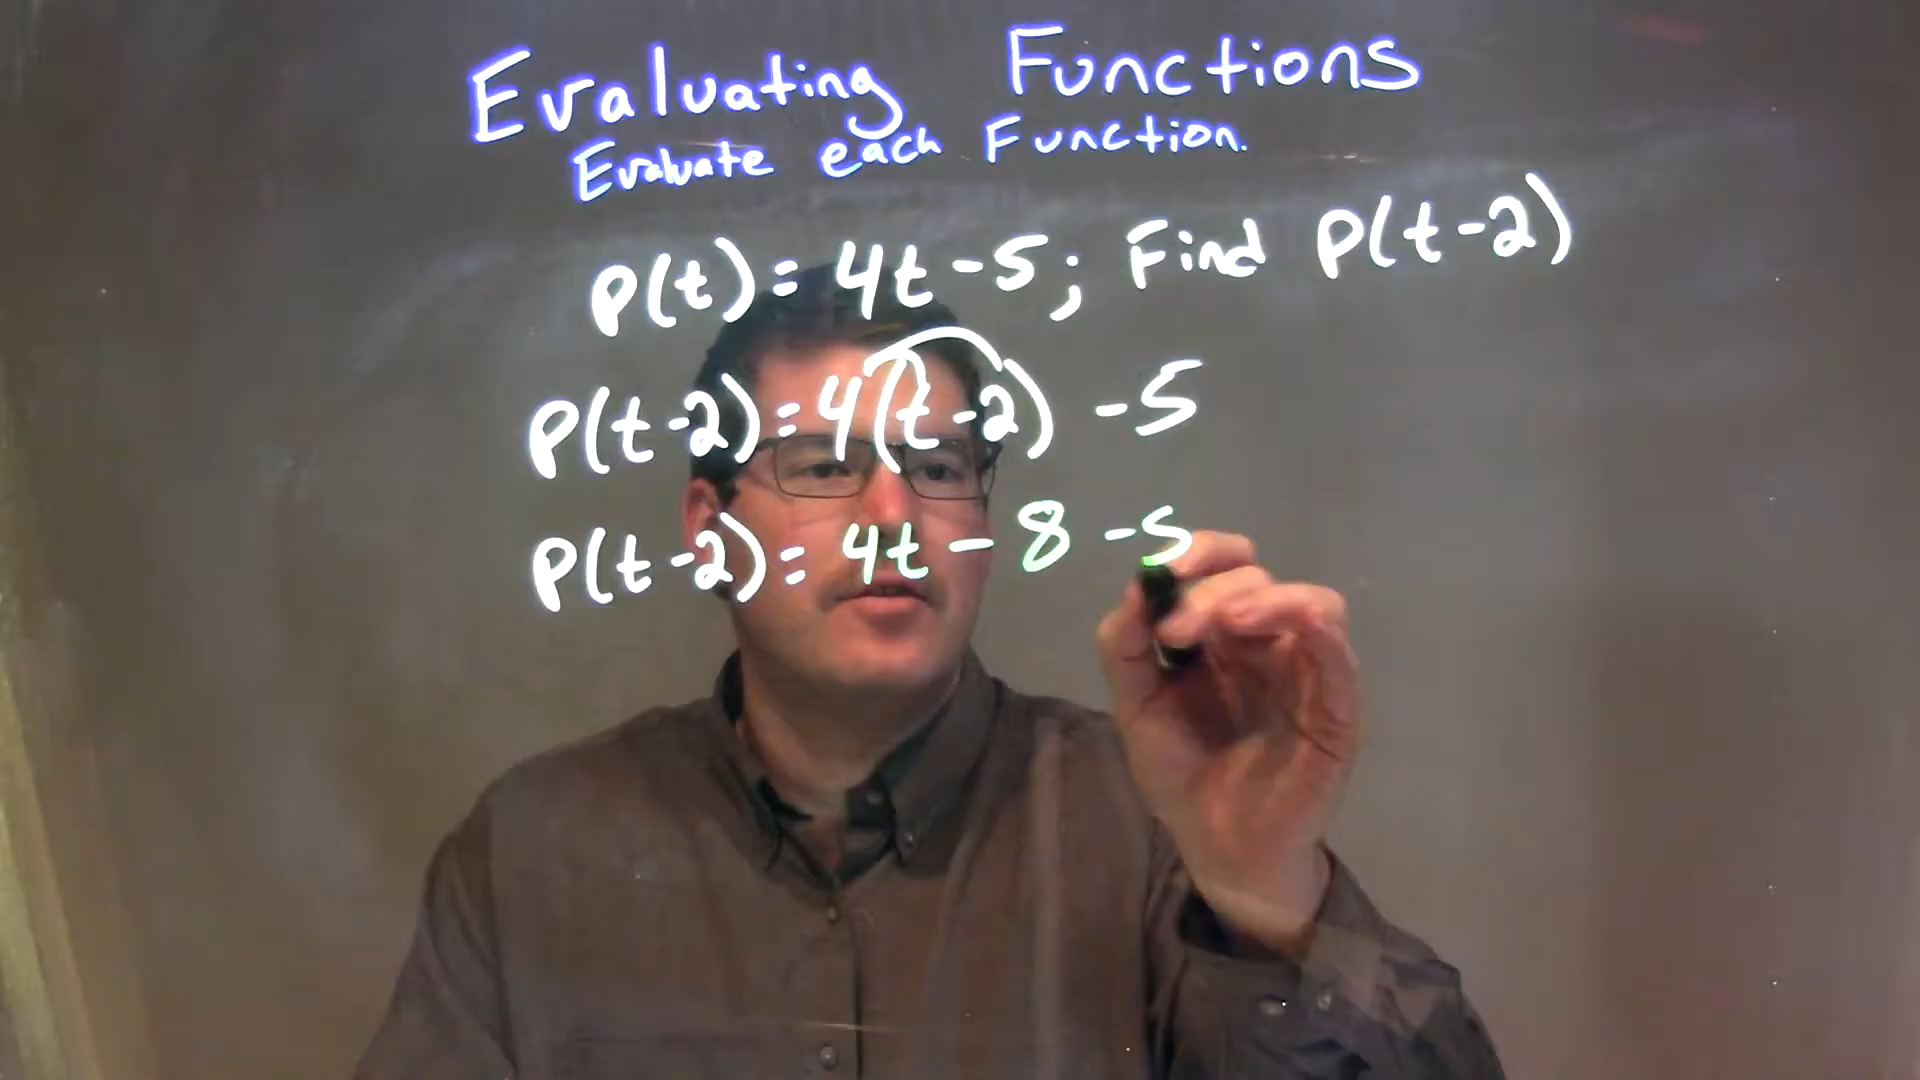 Evaluating Functions
Evaluate each Function.
P(t) = 4t - 5; Find P(t-2)
P(t-2) = 4(t-2) - 5
P(t-2) = 4t - 8 - 5